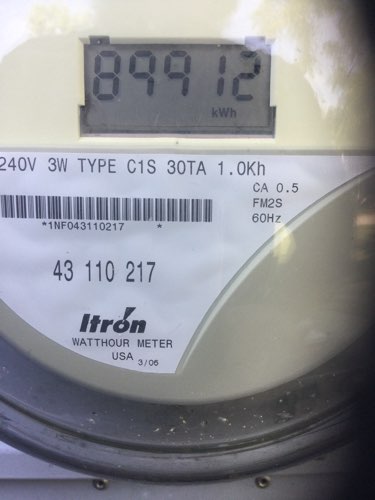 89912
kWh
240V 3W TYPE C1S 30TA 1.0Kh
CA 0.5
FM2S
60Hz
*1NF043110217 *
43 110 217
Itrón
WATTHOUR METER
USA 3/06